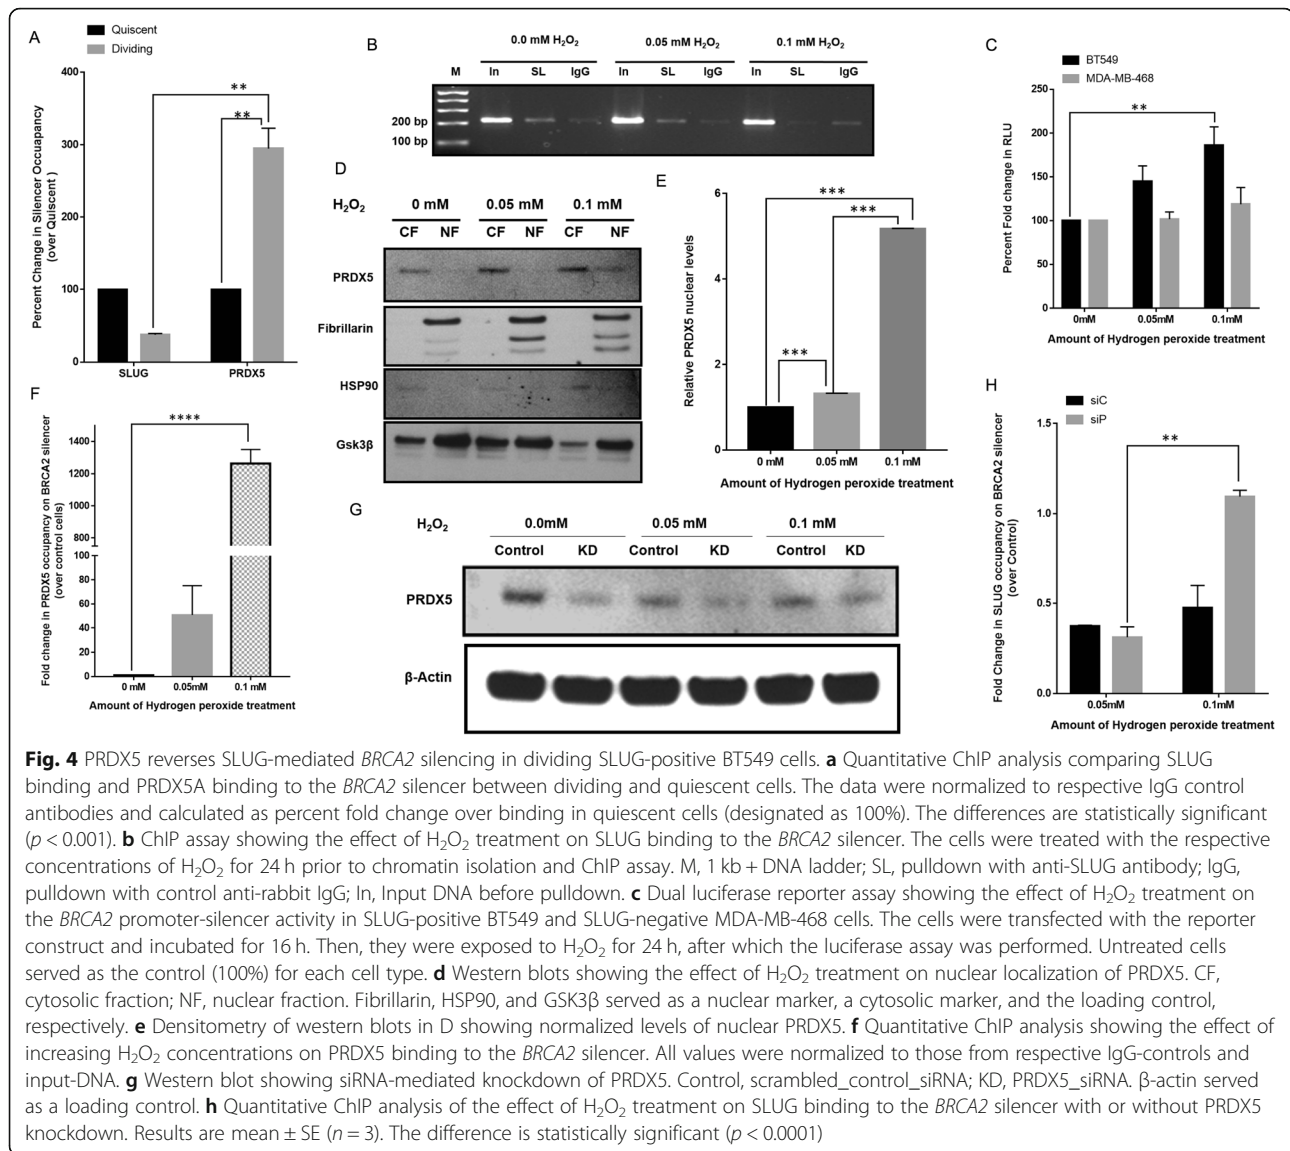 A
Quiscent
Dividing
Percent Change In Silencer Occuapancy
(over Quiscent )
400
300
200
100
0
**
**
SLUG
PRDX5
B
0.0 mM H₂O₂
0.05 mM H₂O₂
0.1 mM H₂O₂
M In SL IgG In SL IgG In SL IgG
200 bp
100 bp
C
BT549
MDA-MB-468
Percent Fold change in RLU
250
200
150
100
50
0
**
0mM 0.05mM 0.1mM
Amount of Hydrogen peroxide treatment
D
H₂O₂
0 mM 0.05 mM 0.1 mM
CF NF CF NF CF NF
PRDX5
Fibrillarin
HSP90
Gsk3β
E
Relative PRDX5 nuclear levels
6
4
2
0
***
***
***
0 mM 0.05 mM 0.1 mM
Amount of Hydrogen peroxide treatment
F
Fold change in PRDX5 occupancy on BRCA2 silencer
(over control cells)
1400
1200
1000
800
100
80
60
40
20
0
****
0 mM 0.05mM 0.1 mM
Amount of Hydrogen peroxide treatment
G
H₂O₂
0.0mM 0.05 mM 0.1 mM
Control KD Control KD Control KD
PRDX5
β-Actin
H
siC
siP
Fold Change in SLUG occupancy on BRCA2 silencer
(over Control)
1.5
1.0
0.5
0.0
**
0.05mM 0.1mM
Amount of Hydrogen peroxide treatment
Fig. 4 PRDX5 reverses SLUG-mediated BRCA2 silencing in dividing SLUG-positive BT549 cells. a Quantitative ChIP analysis comparing SLUG
binding and PRDX5A binding to the BRCA2 silencer between dividing and quiescent cells. The data were normalized to respective IgG control
antibodies and calculated as percent fold change over binding in quiescent cells (designated as 100%). The differences are statistically significant
(p < 0.001). b ChIP assay showing the effect of H₂O₂ treatment on SLUG binding to the BRCA2 silencer. The cells were treated with the respective
concentrations of H₂O₂ for 24 h prior to chromatin isolation and ChIP assay. M, 1 kb + DNA ladder; SL, pulldown with anti-SLUG antibody; IgG,
pulldown with control anti-rabbit IgG; In, Input DNA before pulldown. c Dual luciferase reporter assay showing the effect of H₂O₂ treatment on
the BRCA2 promoter-silencer activity in SLUG-positive BT549 and SLUG-negative MDA-MB-468 cells. The cells were transfected with the reporter
construct and incubated for 16 h. Then, they were exposed to H₂O₂ for 24 h, after which the luciferase assay was performed. Untreated cells
served as the control (100%) for each cell type. d Western blots showing the effect of H₂O₂ treatment on nuclear localization of PRDX5. CF,
cytosolic fraction; NF, nuclear fraction. Fibrillarin, HSP90, and GSK3β served as a nuclear marker, a cytosolic marker, and the loading control,
respectively. e Densitometry of western blots in D showing normalized levels of nuclear PRDX5. f Quantitative ChIP analysis showing the effect of
increasing H₂O₂ concentrations on PRDX5 binding to the BRCA2 silencer. All values were normalized to those from respective IgG-controls and
input-DNA. g Western blot showing siRNA-mediated knockdown of PRDX5. Control, scrambled_control_siRNA; KD, PRDX5_siRNA. β-actin served
as a loading control. h Quantitative ChIP analysis of the effect of H₂O₂ treatment on SLUG binding to the BRCA2 silencer with or without PRDX5
knockdown. Results are mean ± SE (n = 3). The difference is statistically significant (p < 0.0001)